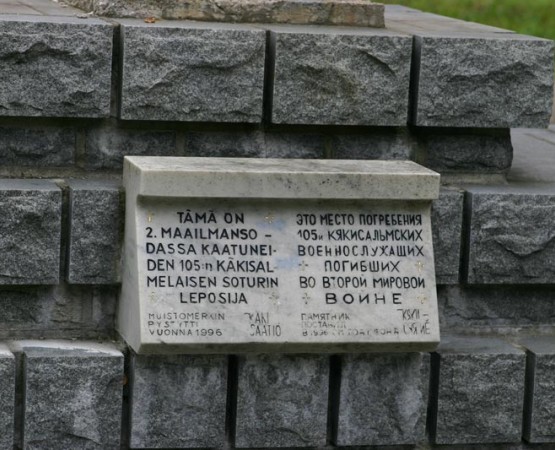 TÄMÄ ON
2. MAAILMANSO-
DASSA KAATUNEI-
DEN 105:n KÄKISAL-
MELAISEN SOTURIN
LEPOSIJA
MUISTOMERKIN
PYSTYTTI
VUONNA 1996
ЭТО МЕСТО ПОГРЕБЕНИЯ
105и КЯКИСАЛЬМСКИХ
ВОЕННОСЛУЖАЩИХ
ПОГИБШИХ
ВО ВТОРОЙ МИРОВОЙ
ВОЙНЕ
ПАМЯТНИК